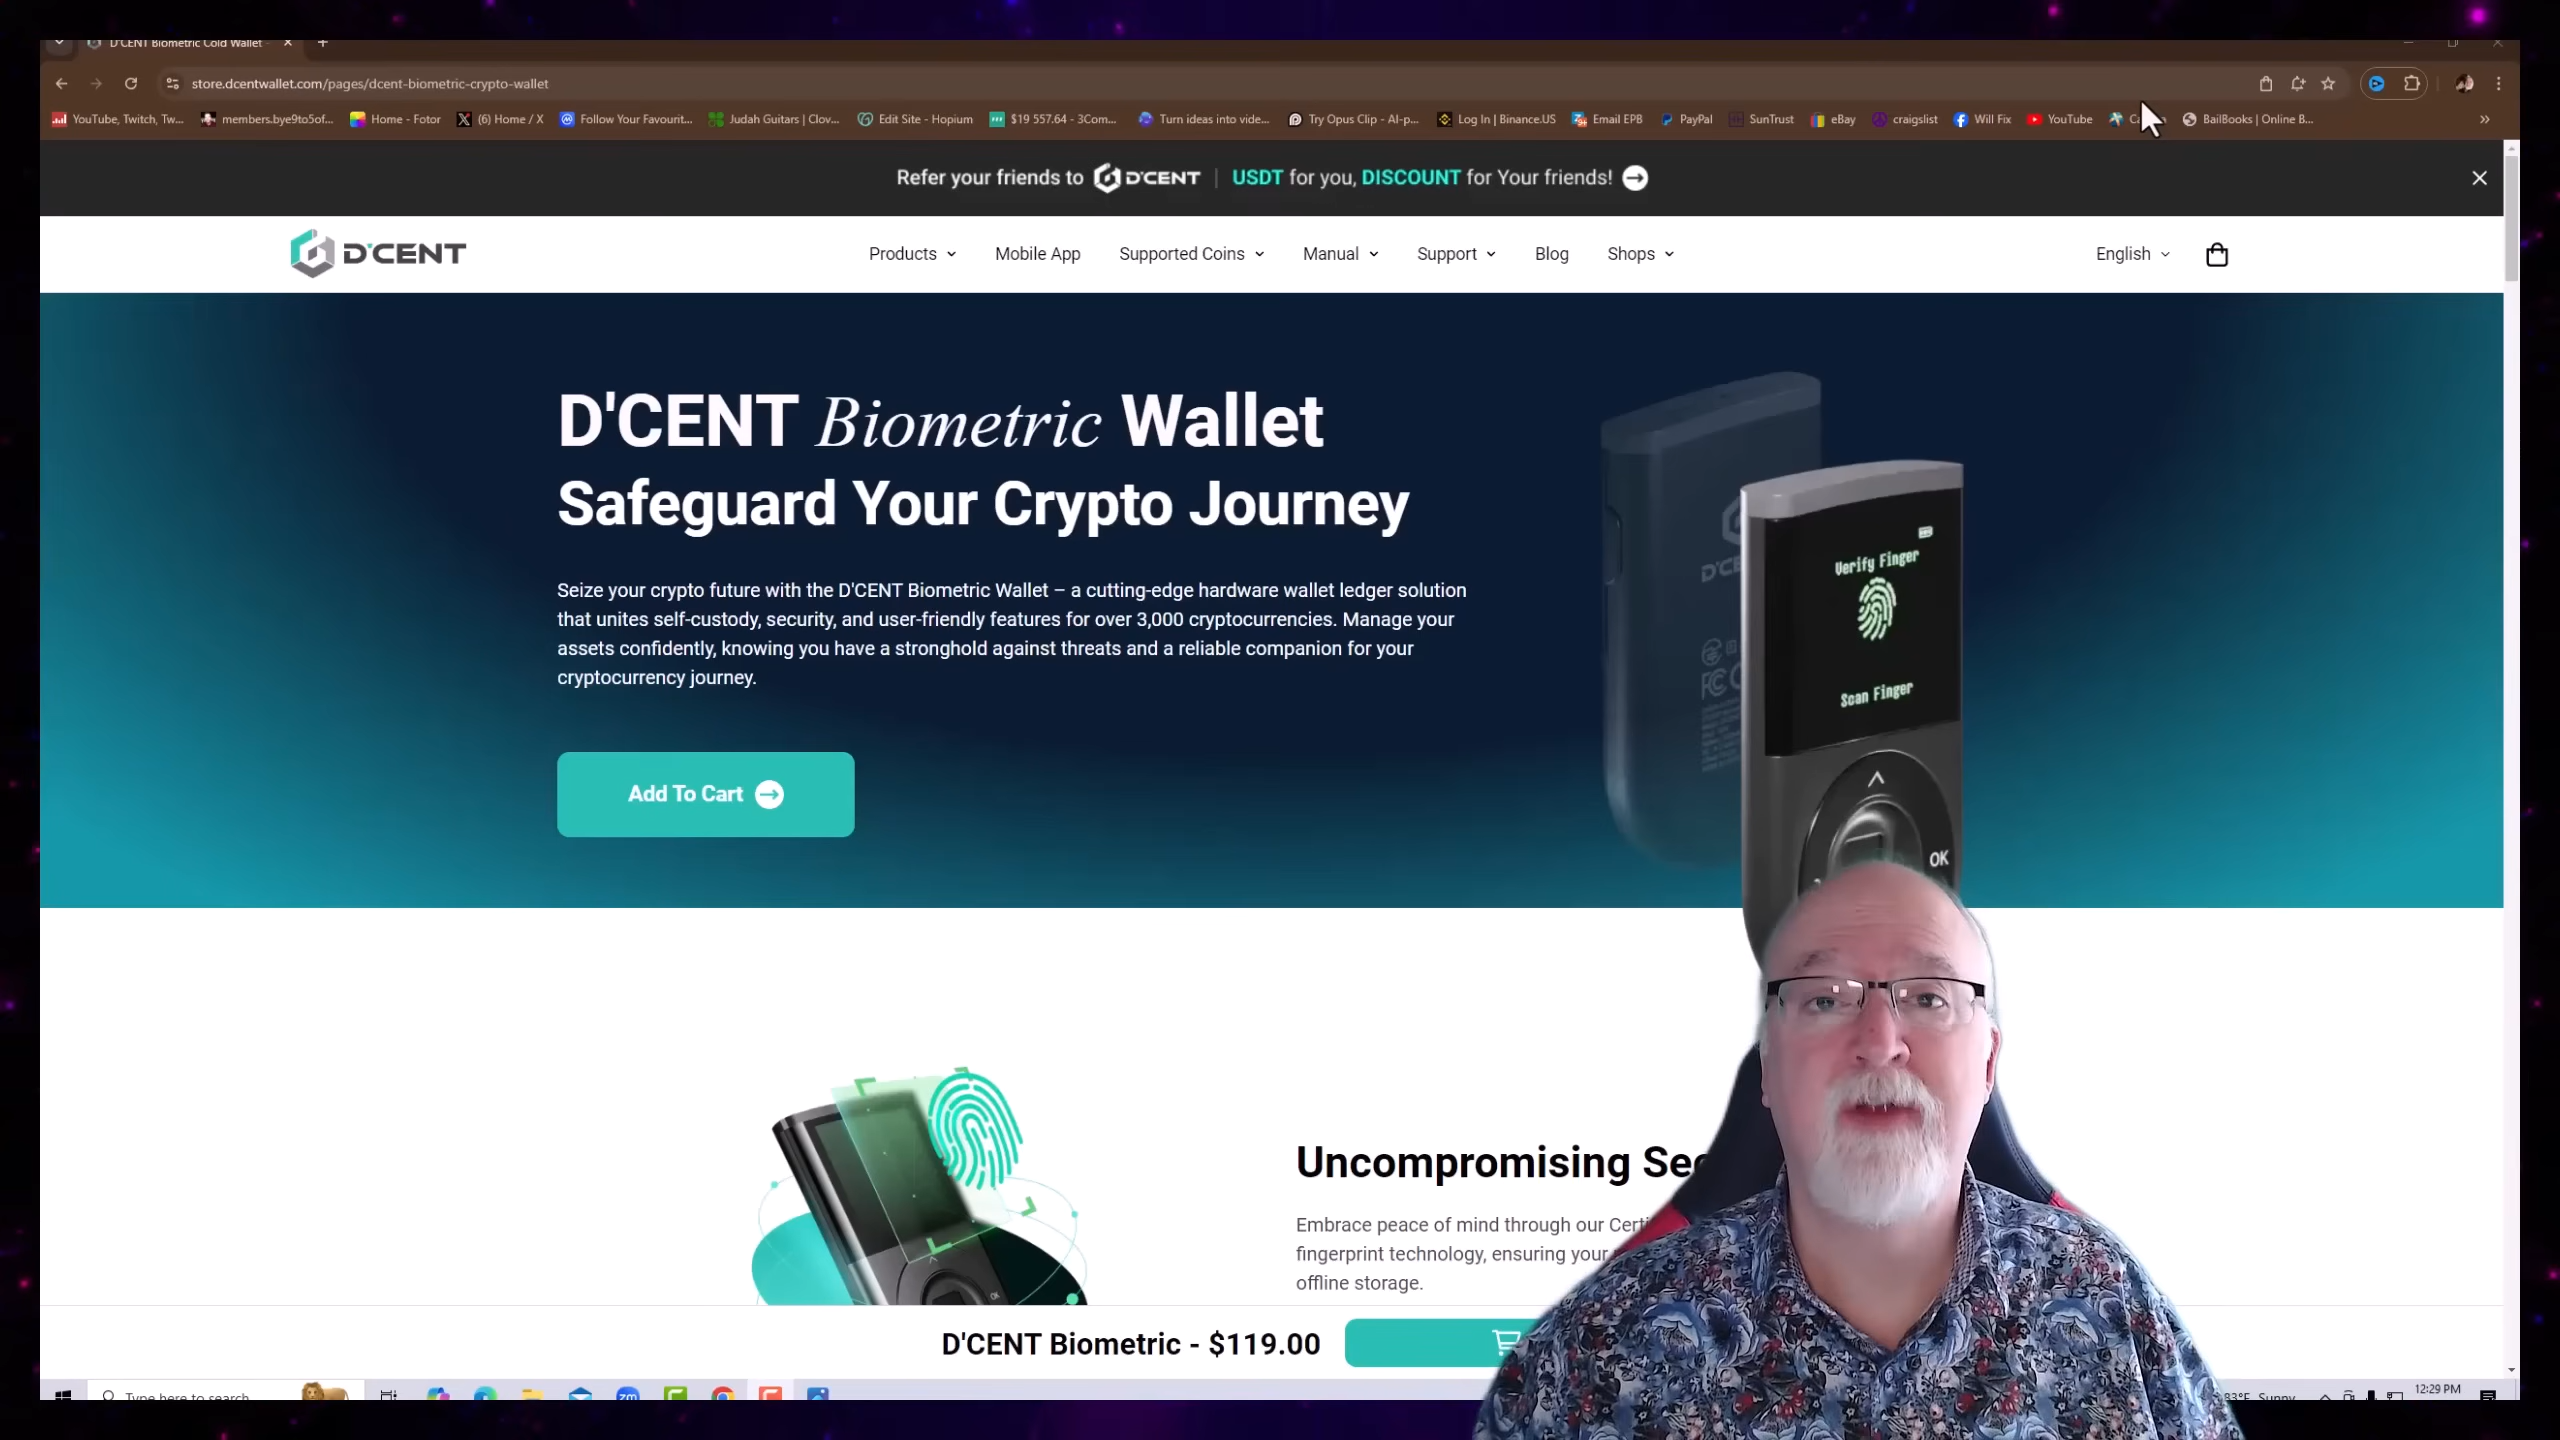 D'CENT Biometric Cold Wallet -
store.dcentwallet.com/pages/dcent-biometric-crypto-wallet
YouTube, Twitch, Tw... members.bye9to5of... Home - Fotor (6) Home / X Follow Your Favourit... Judah Guitars | Clov... Edit Site - Hopium $19 557.64 - 3Com... Turn ideas into vide... Try Opus Clip - AI-p... Log In | Binance.US Email EPB PayPal SunTrust eBay craigslist Will Fix YouTube BailBooks | Online B... »
Refer your friends to D'CENT | USDT for you, DISCOUNT for Your friends!
D'CENT Products Mobile App Supported Coins Manual Support Blog Shops English
D'CENT Biometric Wallet
Safeguard Your Crypto Journey
Seize your crypto future with the D'CENT Biometric Wallet – a cutting-edge hardware wallet ledger solution
that unites self-custody, security, and user-friendly features for over 3,000 cryptocurrencies. Manage your
assets confidently, knowing you have a stronghold against threats and a reliable companion for your
cryptocurrency journey.
Add To Cart
Verify Finger
Scan Finger
OK
D'CE
FC
Uncompromising Sec
Embrace peace of mind through our Certi
fingerprint technology, ensuring your
offline storage.
OK
D'CENT Biometric - $119.00
Type here to search
zm
83°F Sunny
12:29 PM